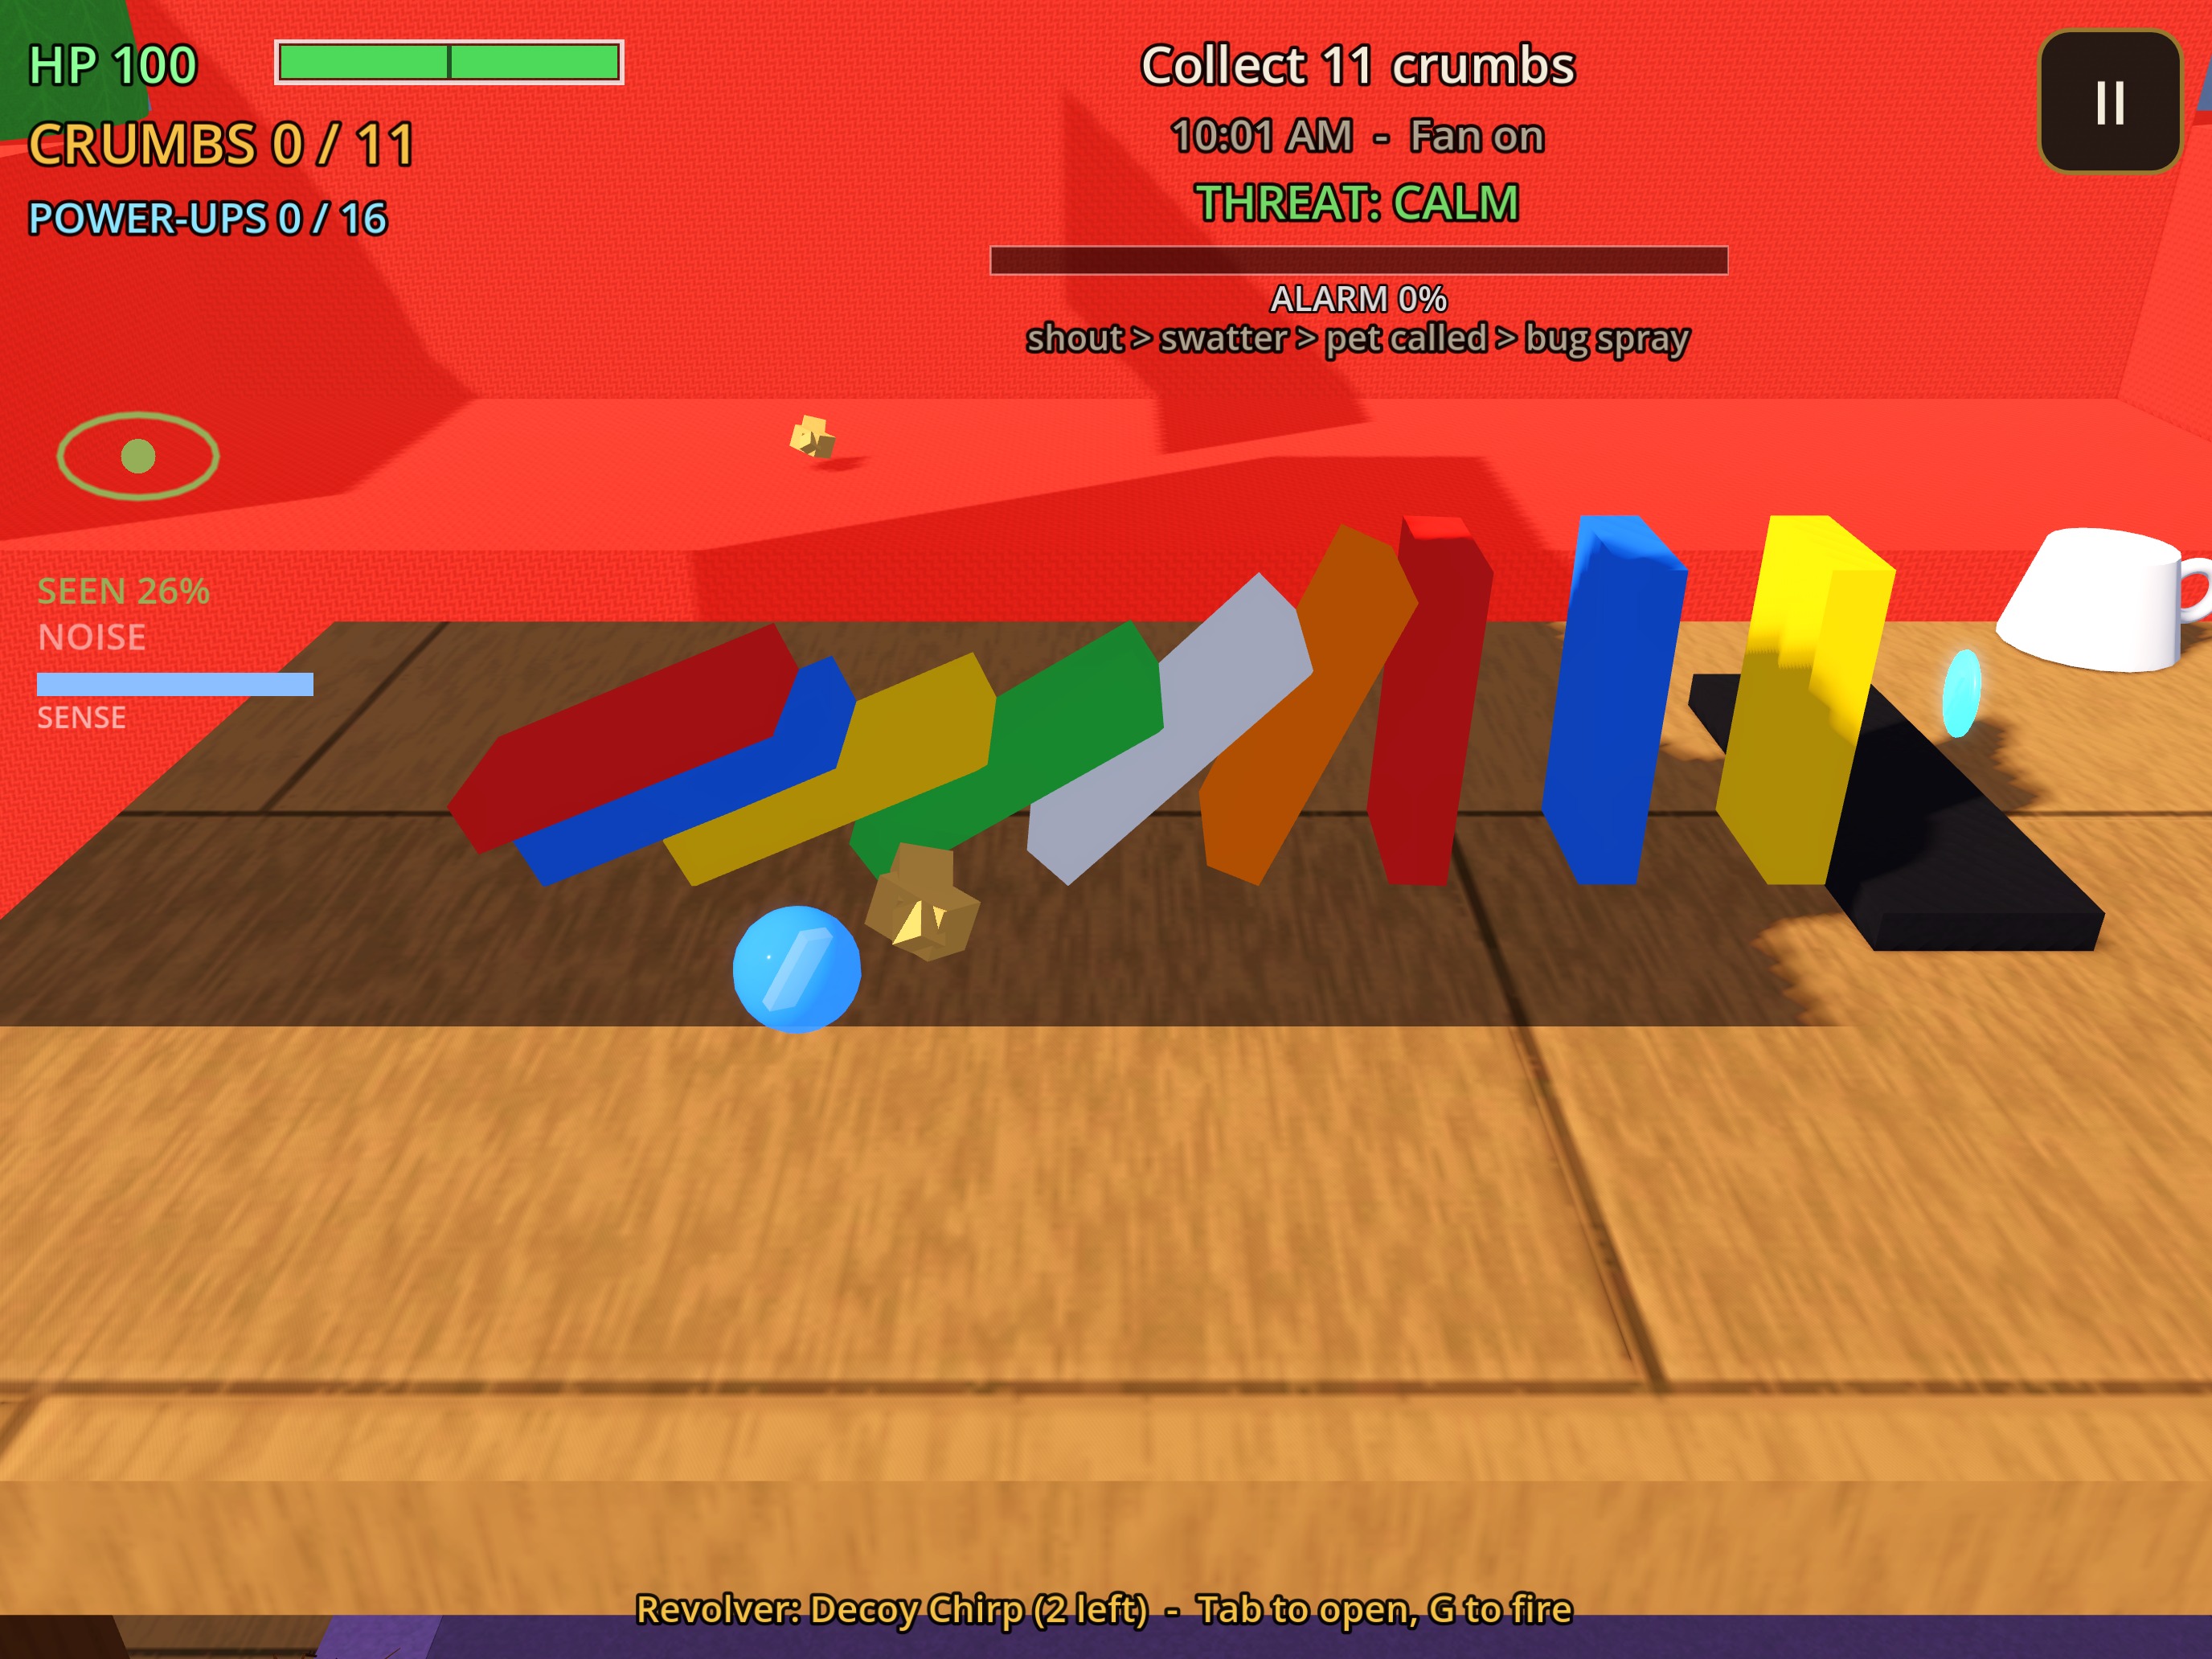 HP 100
CRUMBS 0 / 11
POWER-UPS 0 / 16
Collect 11 crumbs
10:01 AM - Fan on
THREAT: CALM
ALARM 0%
shout > swatter > pet called > bug spray
SEEN 26%
NOISE
SENSE
Revolver: Decoy Chirp (2 left) - Tab to open, G to fire